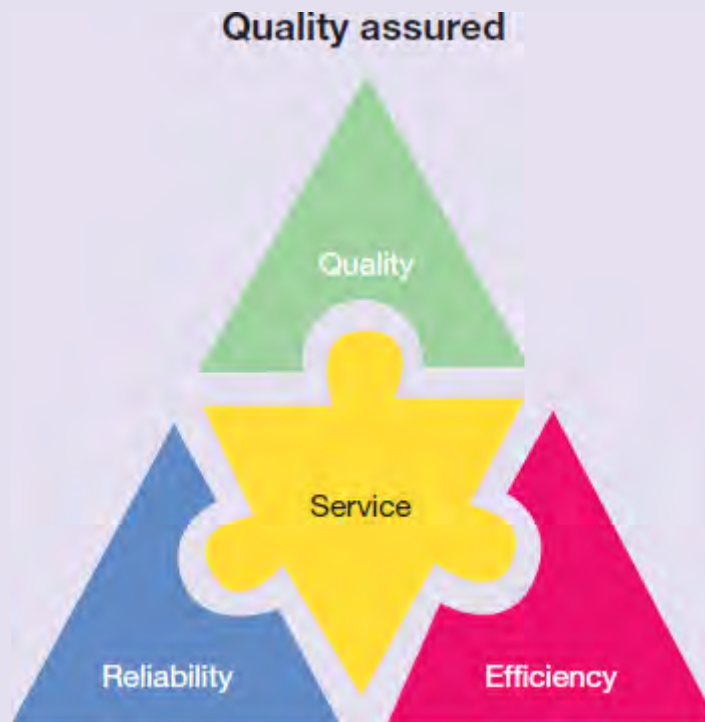 Quality assured
Quality
Service
Reliability
Efficiency